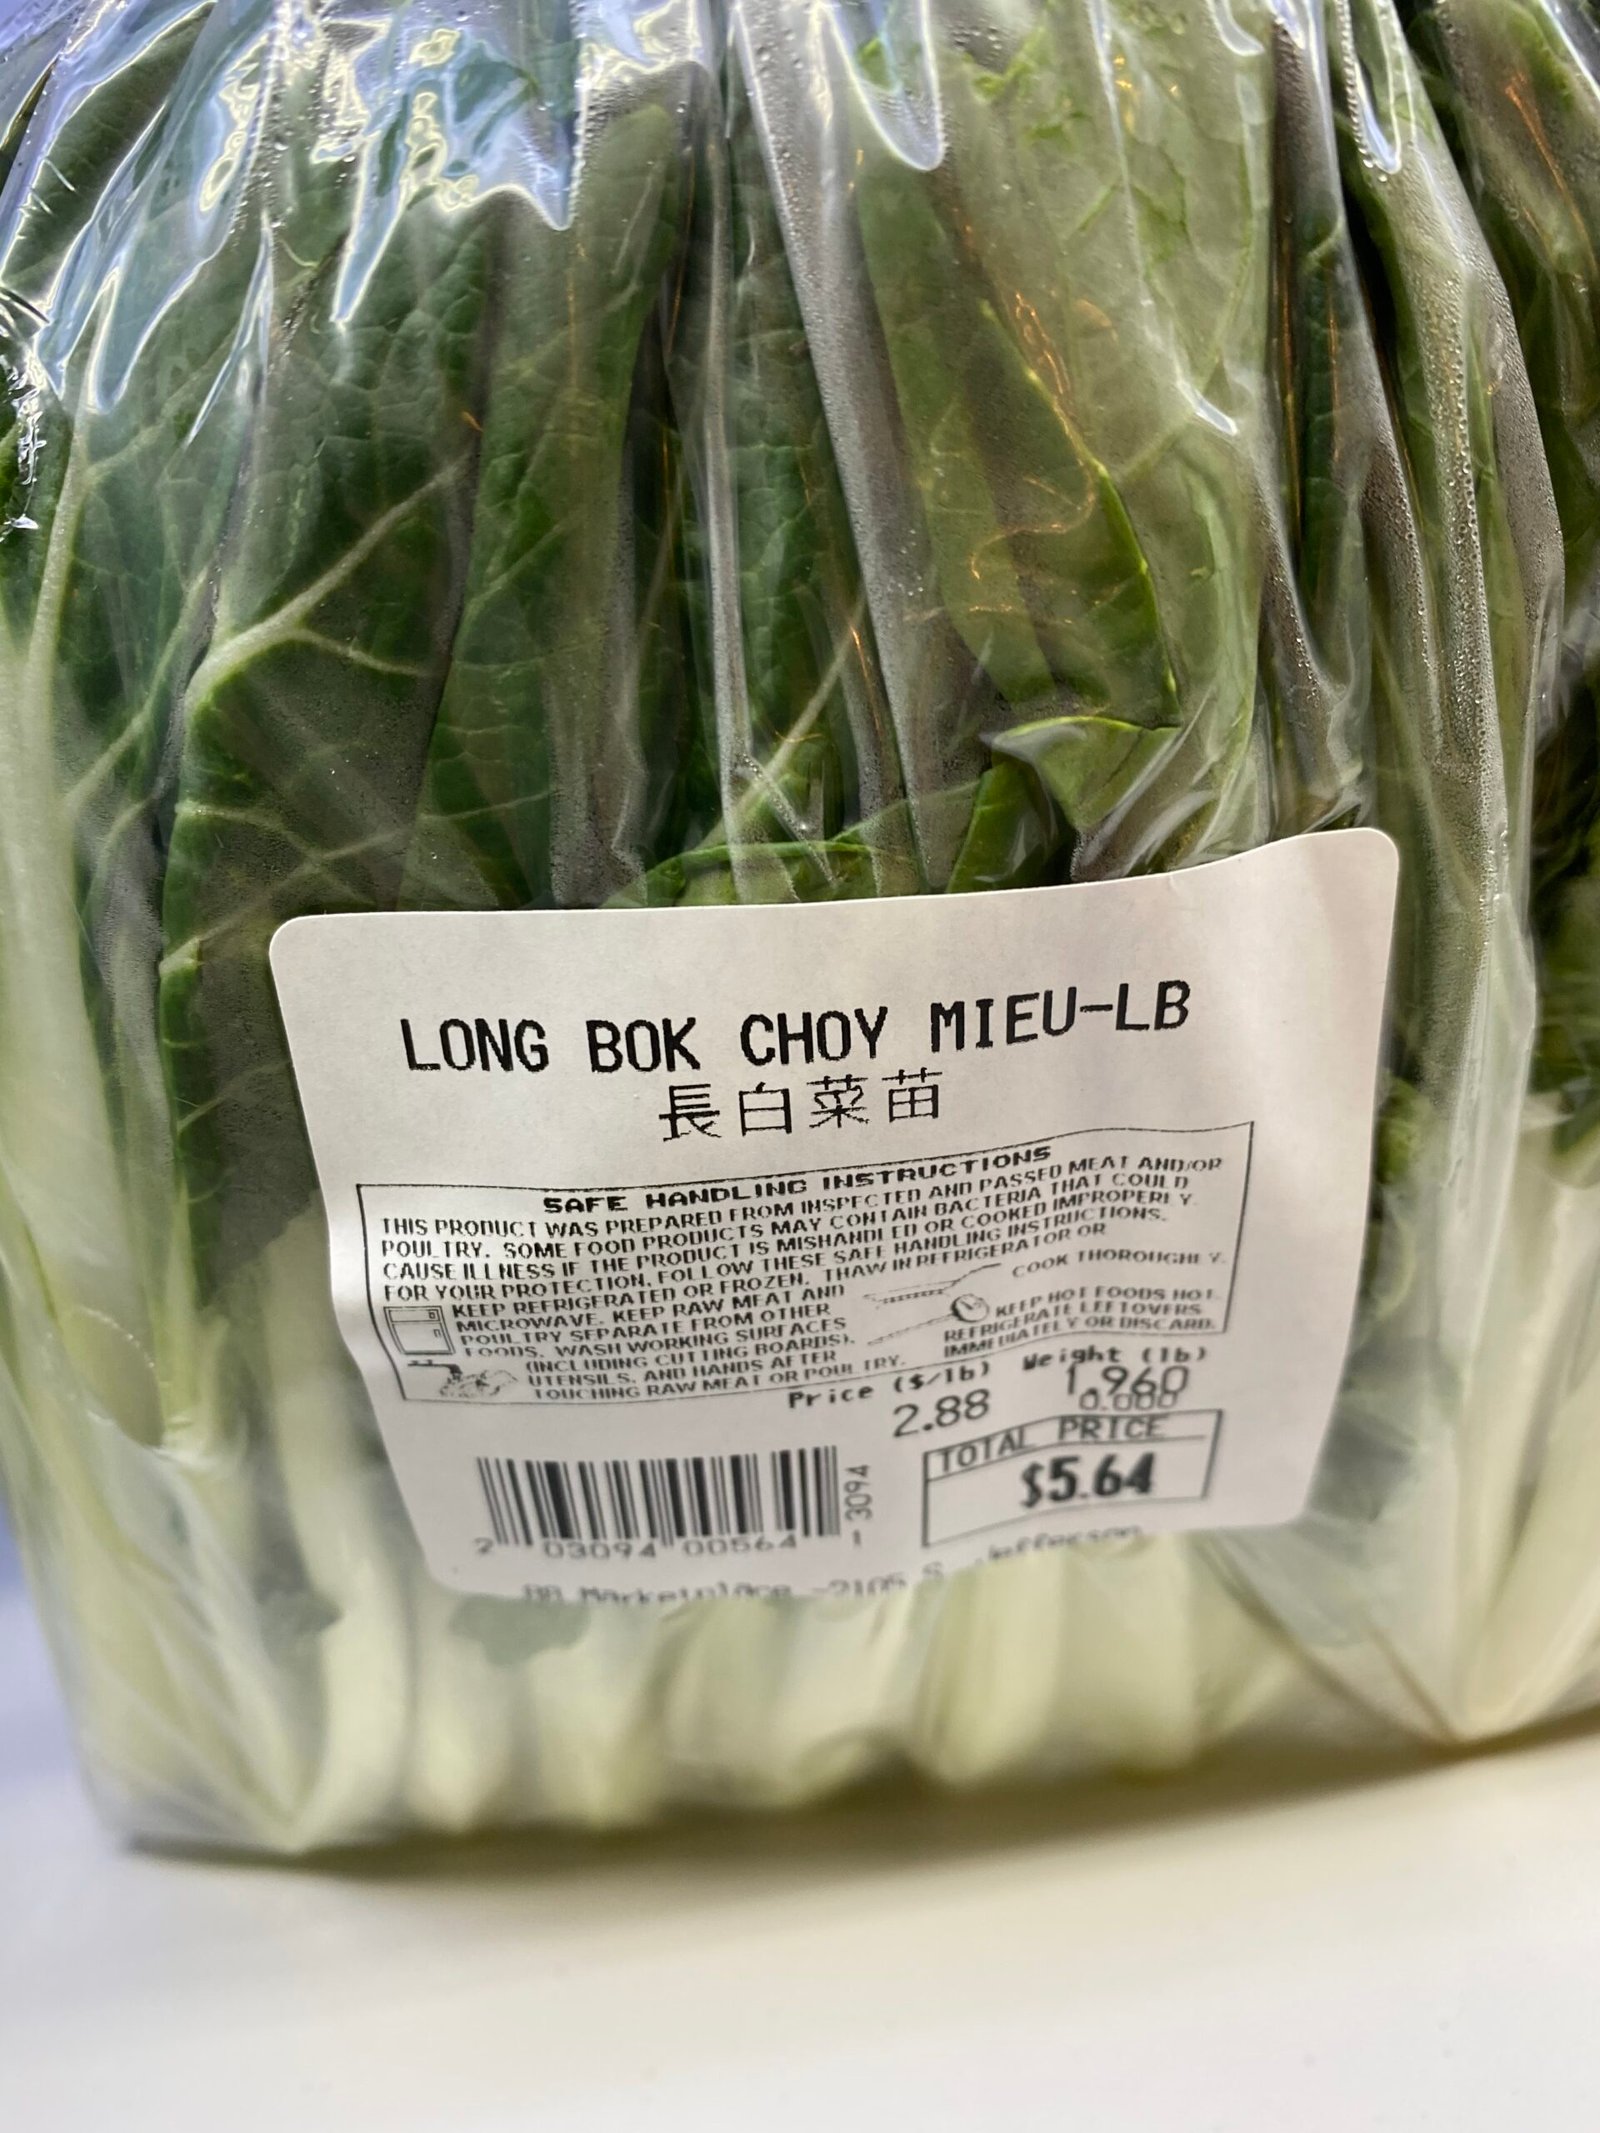 LONG BOK CHOY MIEU-LB
長白菜苗
SAFE HANDLING INSTRUCTIONS
THIS PRODUCT WAS PREPARED FROM INSPECTED AND PASSED MEAT AND/OR
POULTRY. SOME FOOD PRODUCTS MAY CONTAIN BACTERIA THAT COULD
CAUSE ILLNESS IF THE PRODUCT IS MISHANDLED OR COOKED IMPROPERLY.
FOR YOUR PROTECTION, FOLLOW THESE SAFE HANDLING INSTRUCTIONS.
KEEP REFRIGERATED OR FROZEN. THAW IN REFRIGERATOR OR
MICROWAVE. KEEP RAW MEAT AND
POULTRY SEPARATE FROM OTHER
FOODS. WASH WORKING SURFACES
(INCLUDING CUTTING BOARDS),
UTENSILS, AND HANDS AFTER
TOUCHING RAW MEAT OR POULTRY.
COOK THOROUGHLY.
KEEP HOT FOODS HOT.
REFRIGERATE LEFTOVERS
IMMEDIATELY OR DISCARD.
Price ($/lb) Weight (lb)
2.88 1.960
0.000
TOTAL PRICE
$5.64
2 03094 00564 1
-3094
Marketplace -2105 S. Jefferson